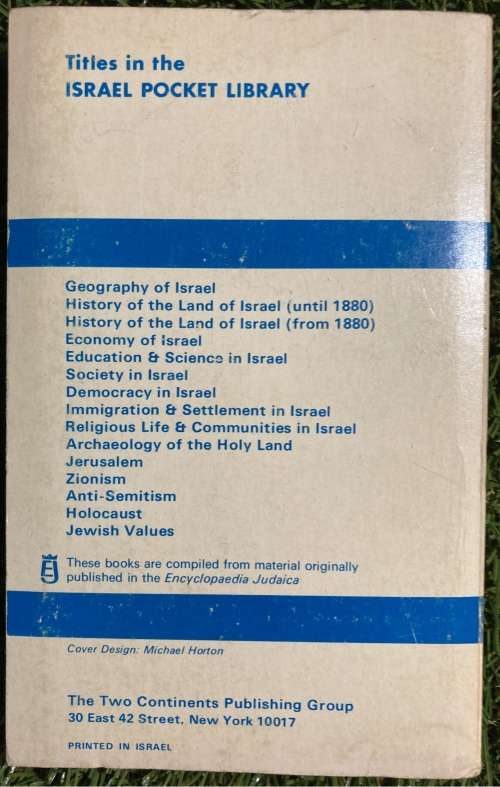 Titles in the
ISRAEL POCKET LIBRARY
Geography of Israel
History of the Land of Israel (until 1880)
History of the Land of Israel (from 1880)
Economy of Israel
Education & Science in Israel
Society in Israel
Democracy in Israel
Immigration & Settlement in Israel
Religious Life & Communities in Israel
Archaeology of the Holy Land
Jerusalem
Zionism
Anti-Semitism
Holocaust
Jewish Values
These books are compiled from material originally
published in the Encyclopaedia Judaica
Cover Design: Michael Horton
The Two Continents Publishing Group
30 East 42 Street, New York 10017
PRINTED IN ISRAEL